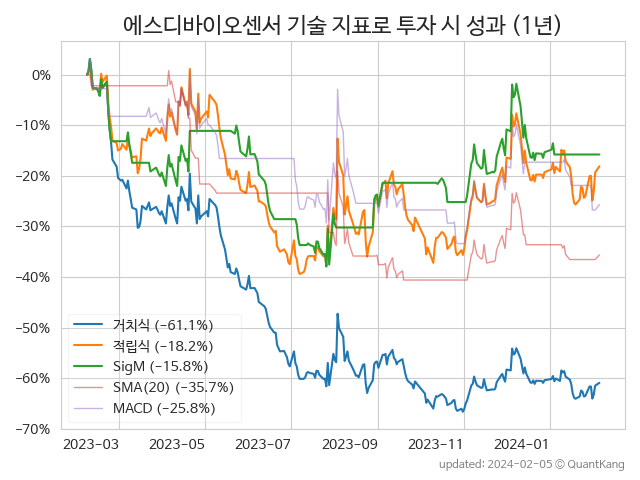 에스디바이오센서 기술 지표로 투자 시 성과 (1년)
0%
−10%
−20%
−30%
−40%
−50%
−60%
−70%
거치식 (−61.1%)
적립식 (−18.2%)
SigM (−15.8%)
SMA(20) (−35.7%)
MACD (−25.8%)
2023−03 2023−05 2023−07 2023−09 2023−11 2024−01
updated: 2024−02−05 © QuantKang